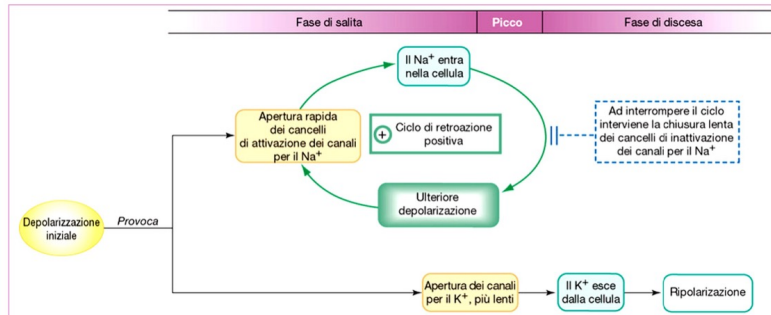 Fase di salita
Picco
Fase di discesa
Il Na⁺ entra
nella cellula
Apertura rapida
dei cancelli
di attivazione dei canali
per il Na⁺
+ Ciclo di retroazione
positiva
Ad interrompere il ciclo
interviene la chiusura lenta
dei cancelli di inattivazione
dei canali per il Na⁺
Ulteriore
depolarizzazione
Depolarizzazione
iniziale
Provoca
Apertura dei canali
per il K⁺, più lenti
Il K⁺ esce
dalla cellula
Ripolarizzazione